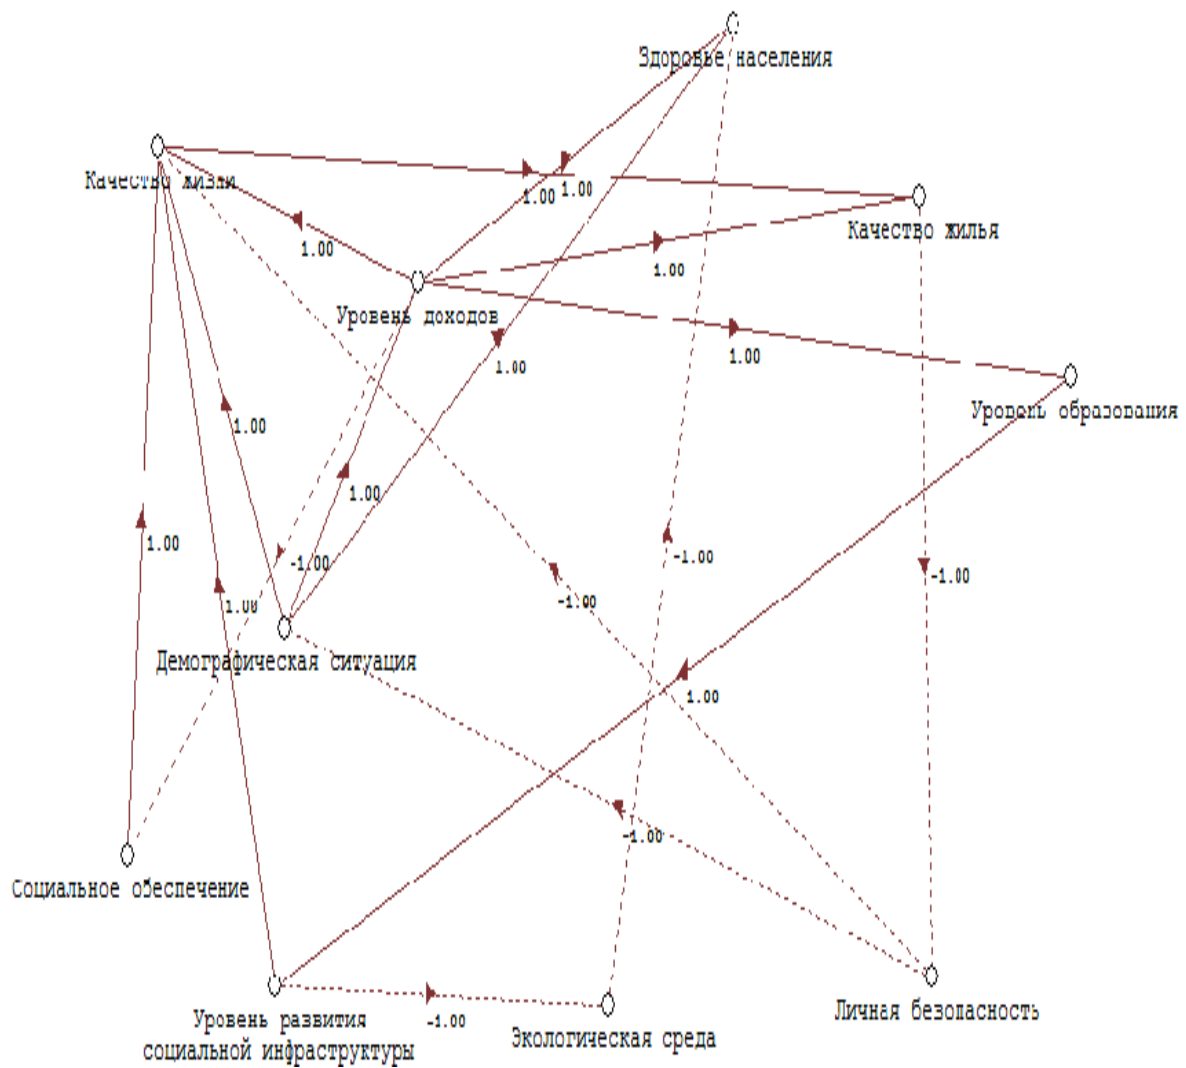 Здоровье населения
Качество жизни
1.00
1.00
Качество жилья
1.00
1.00
Уровень доходов
1.00
1.00
Уровень образования
1.00
1.00
1.00
-1.00
-1.00
-1.00
-1.00
1.00
Демографическая ситуация
1.00
-1.00
Социальное обеспечение
Личная безопасность
Уровень развития
социальной инфраструктуры
-1.00
Экологическая среда